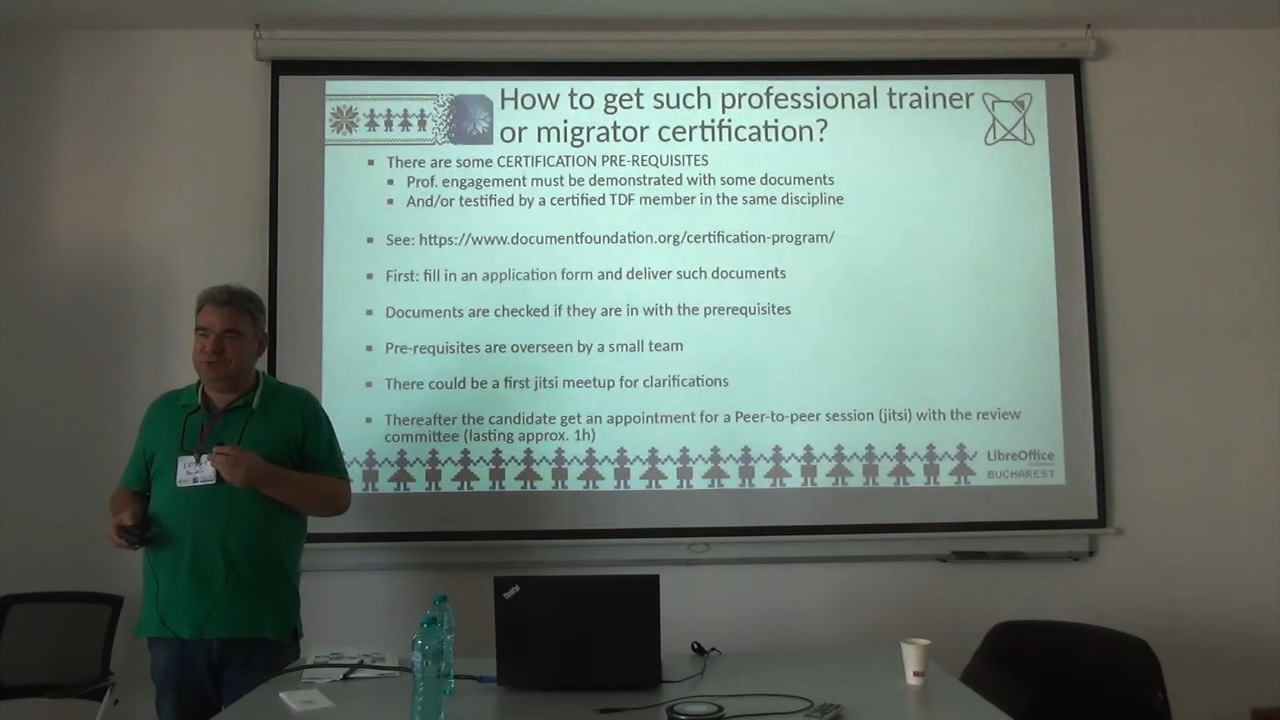 How to get such professional trainer
or migrator certification?
There are some CERTIFICATION PRE-REQUISITES
Prof. engagement must be demonstrated with some documents
And/or testified by a certified TDF member in the same discipline
See: https://www.documentfoundation.org/certification-program/
First: fill in an application form and deliver such documents
Documents are checked if they are in with the prerequisites
Pre-requisites are overseen by a small team
There could be a first jitsi meetup for clarifications
Thereafter the candidate get an appointment for a Peer-to-peer session (jitsi) with the review
committee (lasting approx. 1h)
LibreOffice
BUCHAREST
ThinkPad